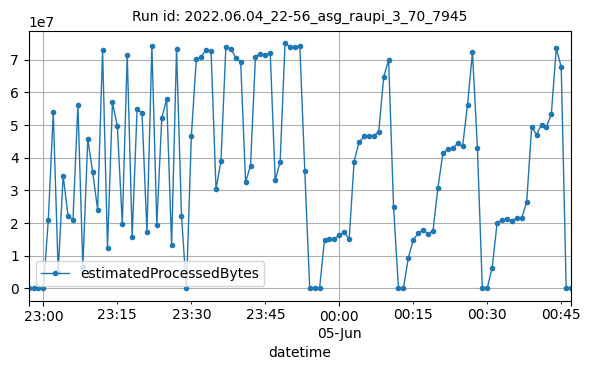 Run id: 2022.06.04_22-56_asg_raupi_3_70_7945
1e7
7
6
5
4
3
2
1
0
estimatedProcessedBytes
23:00 23:15 23:30 23:45 00:00 00:15 00:30 00:45
05-Jun
datetime